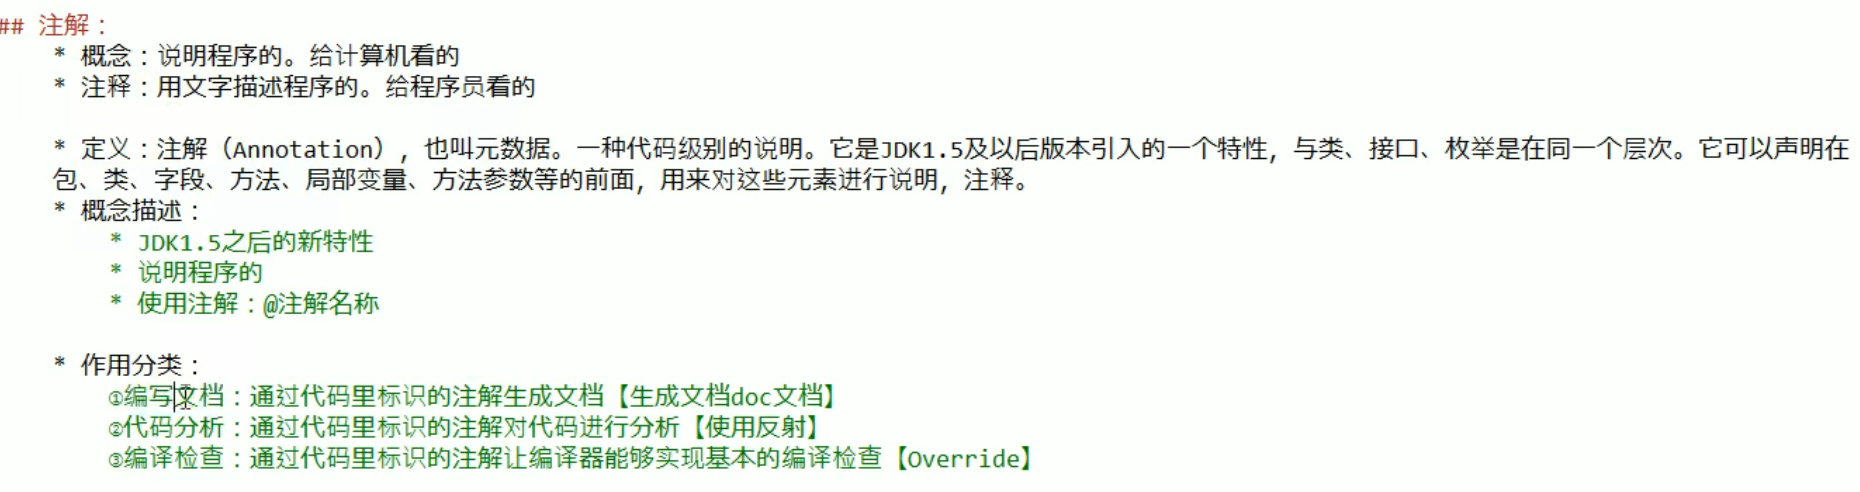 ## 注解：
* 概念：说明程序的。给计算机看的
* 注释：用文字描述程序的。给程序员看的
* 定义：注解（Annotation），也叫元数据。一种代码级别的说明。它是JDK1.5及以后版本引入的一个特性，与类、接口、枚举是在同一个层次。它可以声明在
包、类、字段、方法、局部变量、方法参数等的前面，用来对这些元素进行说明，注释。
* 概念描述：
* JDK1.5之后的新特性
* 说明程序的
* 使用注解：@注解名称
* 作用分类：
①编写文档：通过代码里标识的注解生成文档【生成文档doc文档】
②代码分析：通过代码里标识的注解对代码进行分析【使用反射】
③编译检查：通过代码里标识的注解让编译器能够实现基本的编译检查【Override】